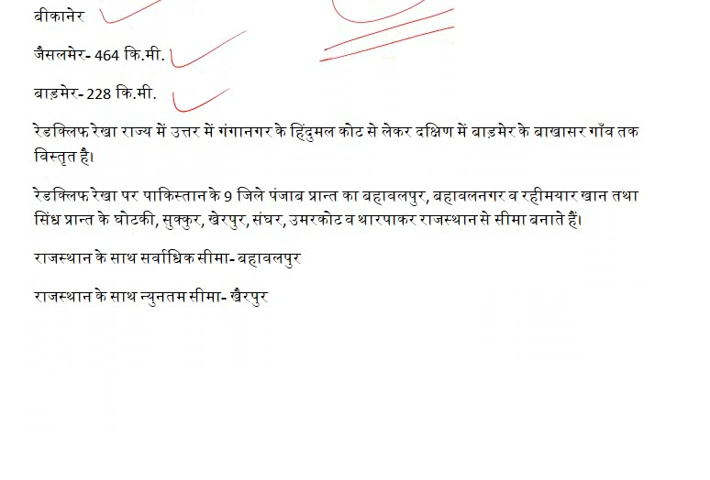 बीकानेर
जैसलमेर- 464 कि.मी.
बाड़मेर- 228 कि.मी.
रेडक्लिफ रेखा राज्य में उत्तर में गंगानगर के हिंदुमल कोट से लेकर दक्षिण में बाड़मेर के बाखासर गाँव तक
विस्तृत है।
रेडक्लिफ रेखा पर पाकिस्तान के 9 जिले पंजाब प्रान्त का बहावलपुर, बहावलनगर व रहीमयार खान तथा
सिंध प्रान्त के घोटकी, सुक्कुर, खेरपुर, संघर, उमरकोट व थारपाकर राजस्थान से सीमा बनाते हैं।
राजस्थान के साथ सर्वाधिक सीमा- बहावलपुर
राजस्थान के साथ न्युनतम सीमा- खैरपुर